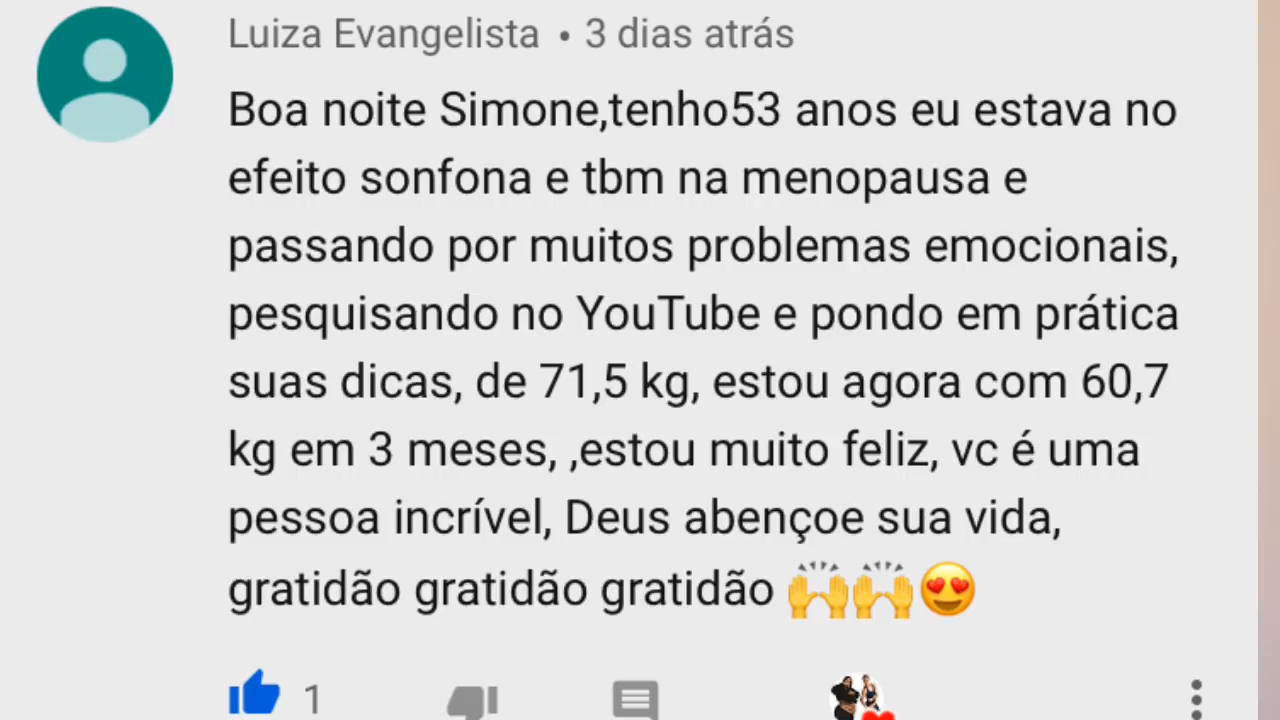 Luiza Evangelista • 3 dias atrás
Boa noite Simone,tenho53 anos eu estava no
efeito sonfona e tbm na menopausa e
passando por muitos problemas emocionais,
pesquisando no YouTube e pondo em prática
suas dicas, de 71,5 kg, estou agora com 60,7
kg em 3 meses, ,estou muito feliz, vc é uma
pessoa incrível, Deus abençoe sua vida,
gratidão gratidão gratidão 🙌🙌😍
1